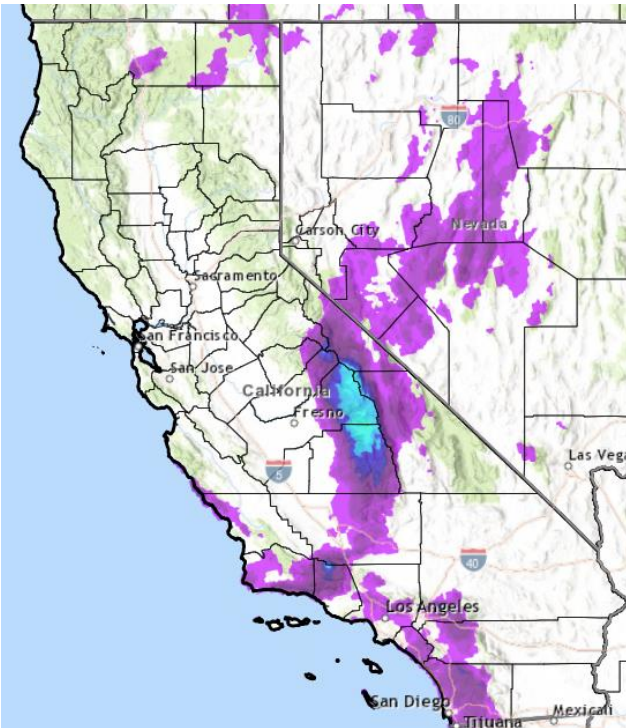 80
Nevada
Carson City
Sacramento
San Francisco
San Jose
California
Fresno
5
Las Vega
40
Los Angeles
San Diego
Mexicali
Tijuana